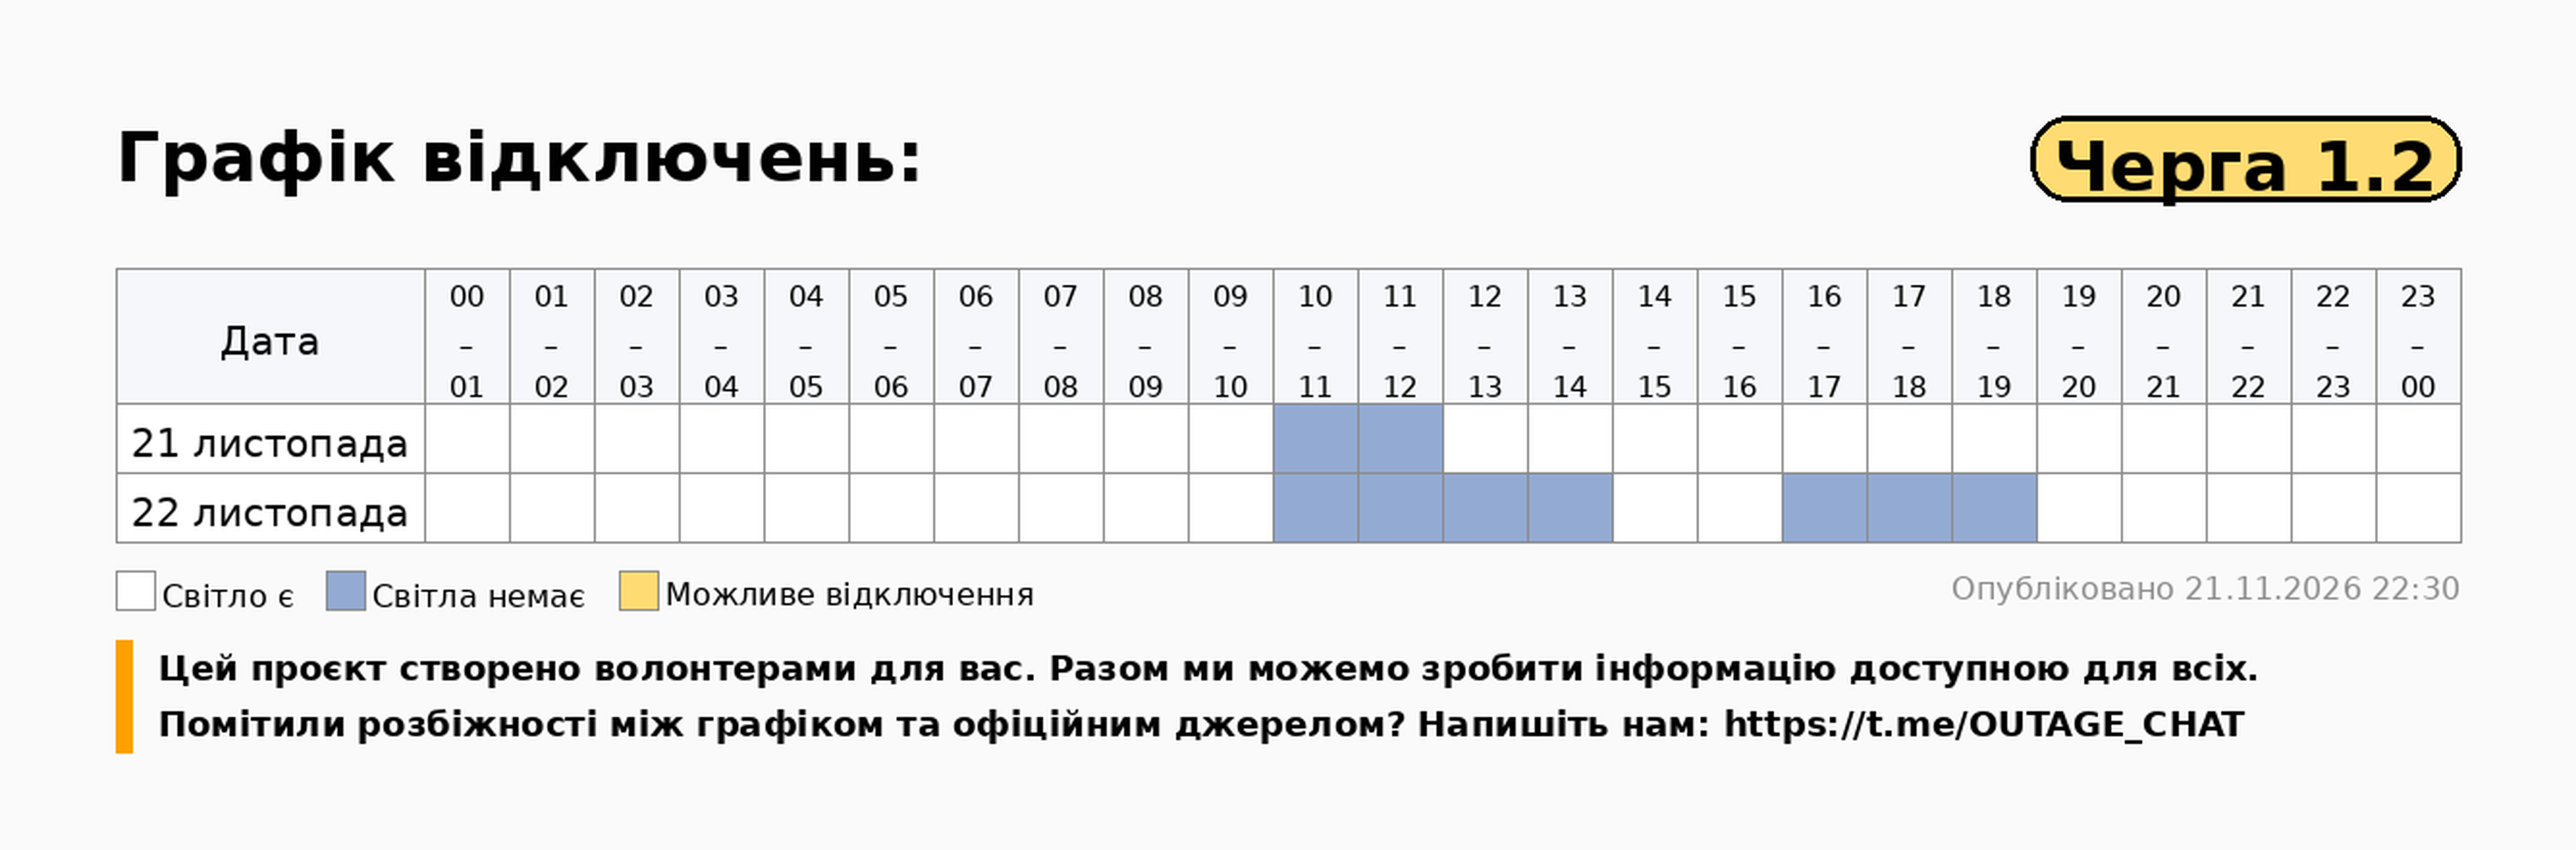 Графік відключень:
Черга 1.2
Дата 00 – 01 01 – 02 02 – 03 03 – 04 04 – 05 05 – 06 06 – 07 07 – 08 08 – 09 09 – 10 10 – 11 11 – 12 12 – 13 13 – 14 14 – 15 15 – 16 16 – 17 17 – 18 18 – 19 19 – 20 20 – 21 21 – 22 22 – 23 23 – 00
21 листопада
22 листопада
Світло є Світла немає Можливе відключення
Опубліковано 21.11.2026 22:30
Цей проєкт створено волонтерами для вас. Разом ми можемо зробити інформацію доступною для всіх.
Помітили розбіжності між графіком та офіційним джерелом? Напишіть нам: https://t.me/OUTAGE_CHAT